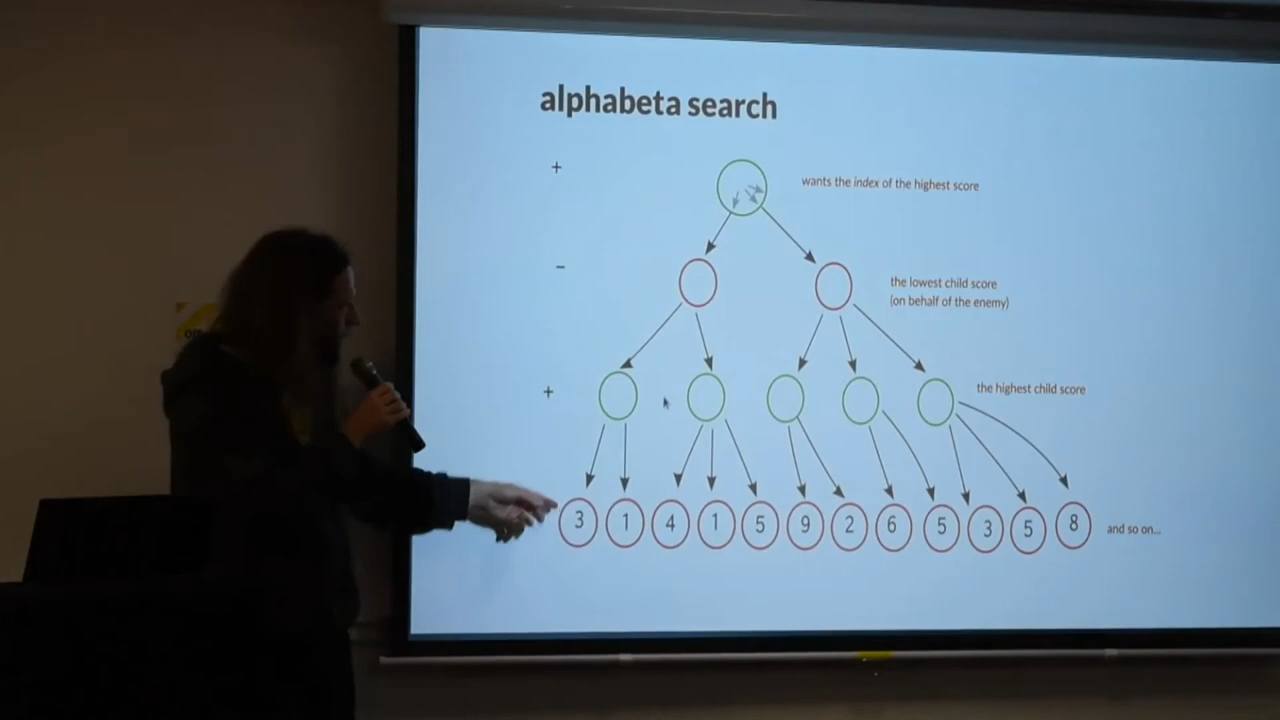 alphabeta search
+
wants the index of the highest score
–
the lowest child score
(on behalf of the enemy)
+
the highest child score
3 1 4 1 5 9 2 6 5 3 5 8
and so on...